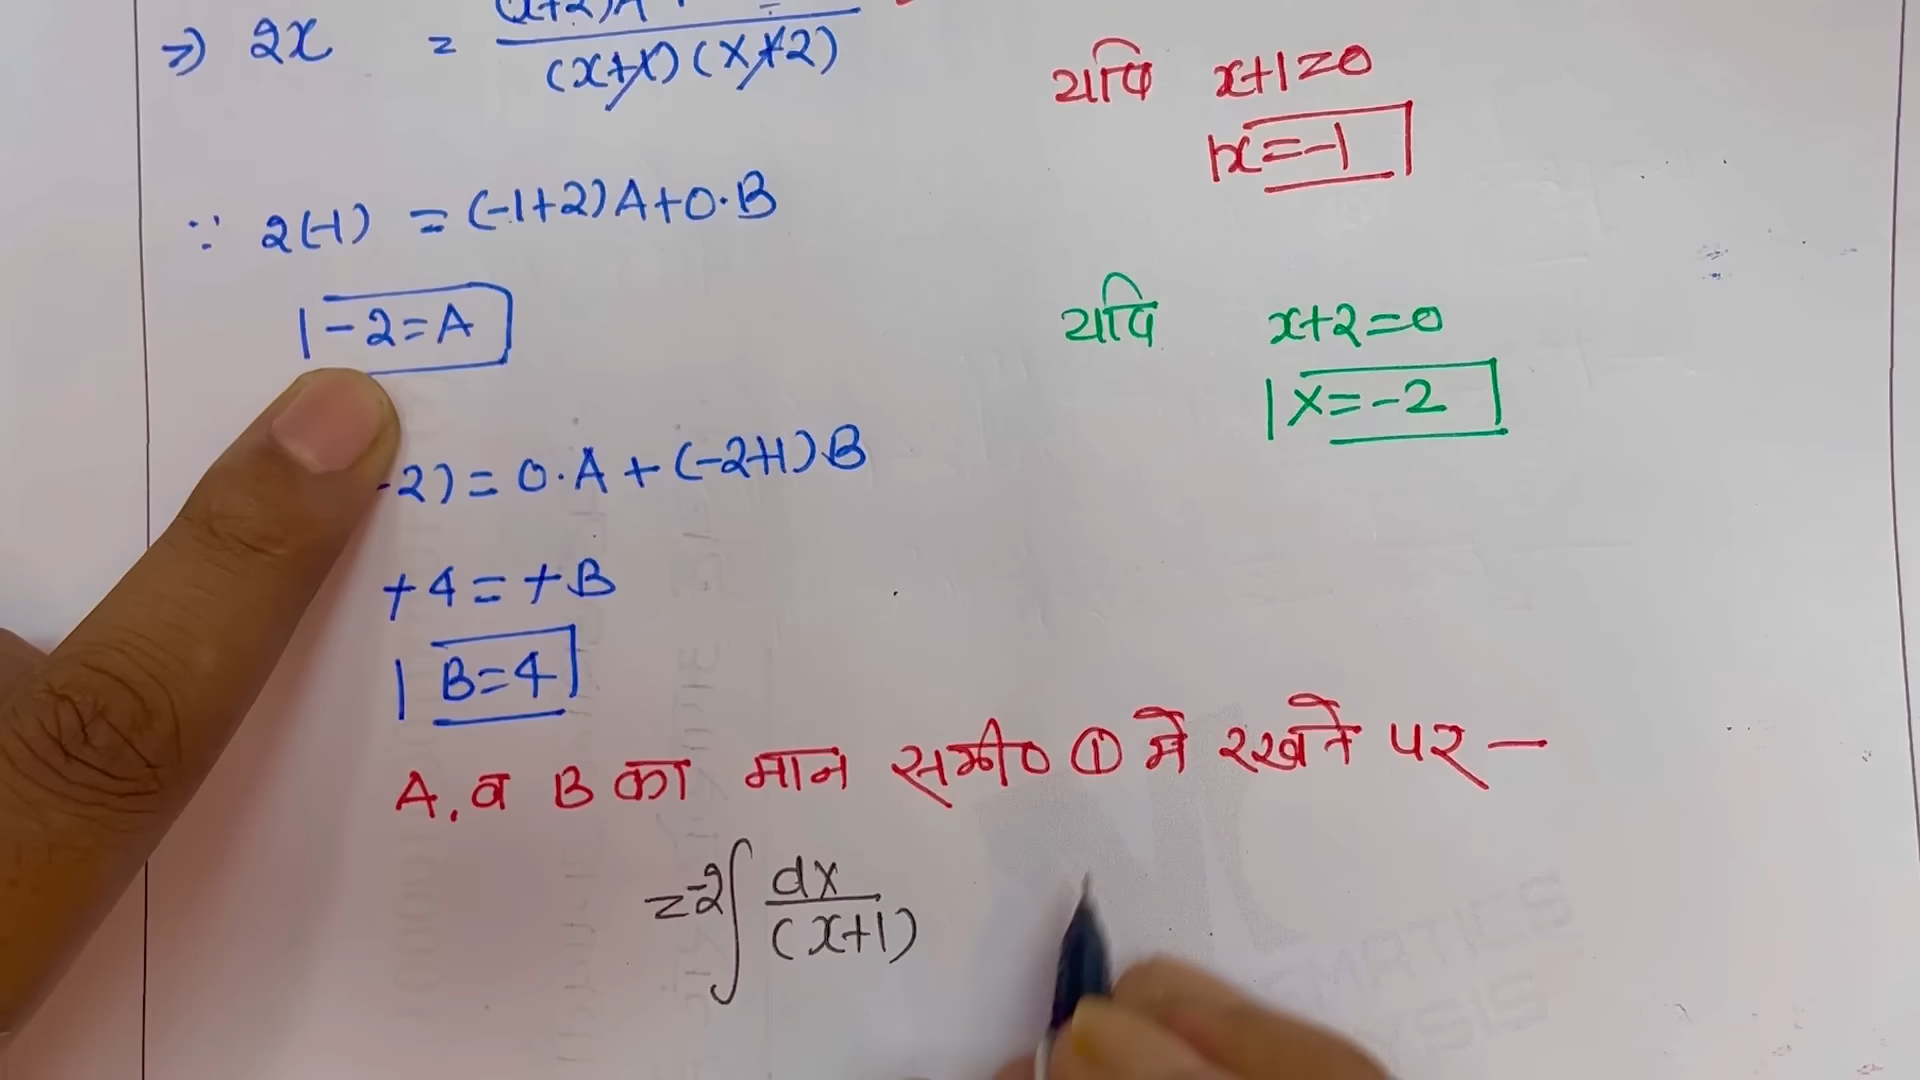 ⇒ 2x = (x+2)A
(x+1)(x+2)
यदि x+1=0
x=-1
∵ 2(-1) = (-1+2)A+0.B
-2=A
यदि x+2=0
x=-2
-2)=0.A+(-2+1)B
+4=+B
B=4
A, व B का मान समी० ① में रखने पर —
=-2∫ dx
(x+1)